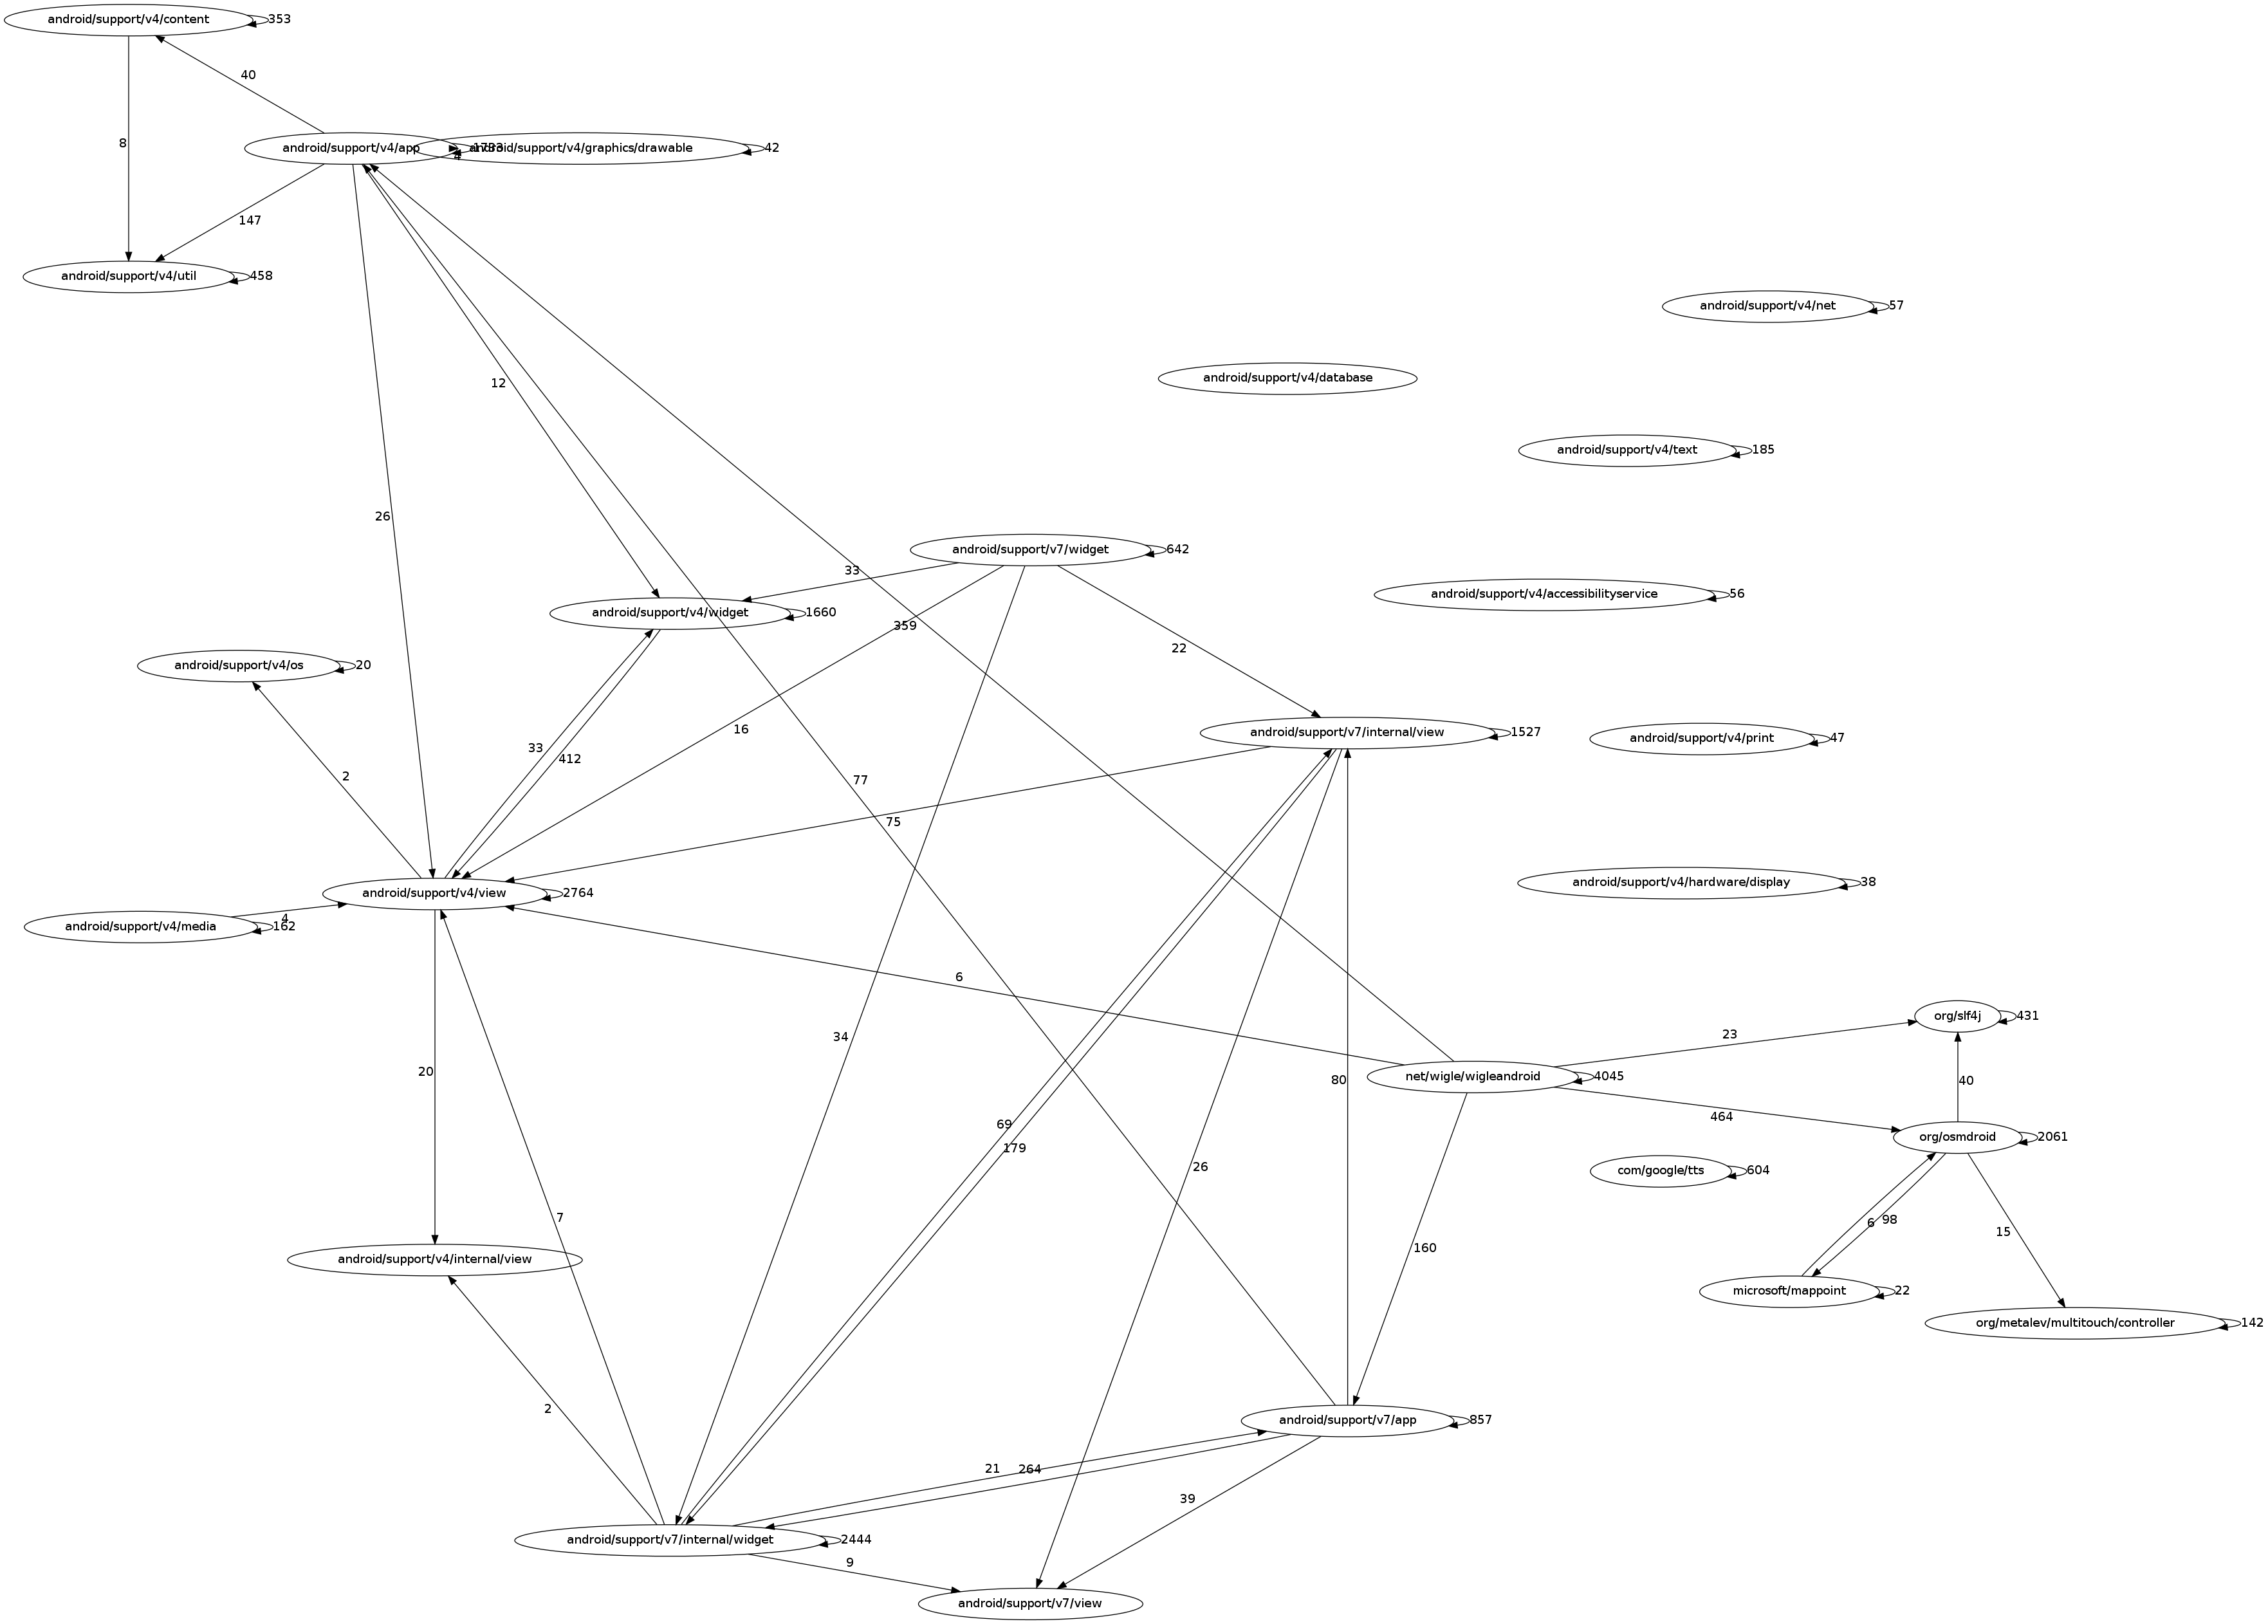 android/support/v4/content
353
40
8
android/support/v4/app
1753
4
android/support/v4/graphics/drawable
42
147
android/support/v4/util
458
android/support/v4/net
57
android/support/v4/database
12
android/support/v4/text
185
26
android/support/v7/widget
642
33
android/support/v4/accessibilityservice
56
android/support/v4/widget
1660
359
22
android/support/v4/os
20
16
android/support/v7/internal/view
1527
android/support/v4/print
47
33
412
2
77
75
android/support/v4/hardware/display
38
android/support/v4/view
2764
4
android/support/v4/media
162
6
org/slf4j
431
23
34
20
net/wigle/wigleandroid
4045
80
40
464
69
179
org/osmdroid
2061
26
com/google/tts
604
7
6
98
15
160
android/support/v4/internal/view
microsoft/mappoint
22
org/metalev/multitouch/controller
142
2
android/support/v7/app
857
21
264
39
android/support/v7/internal/widget
2444
9
android/support/v7/view